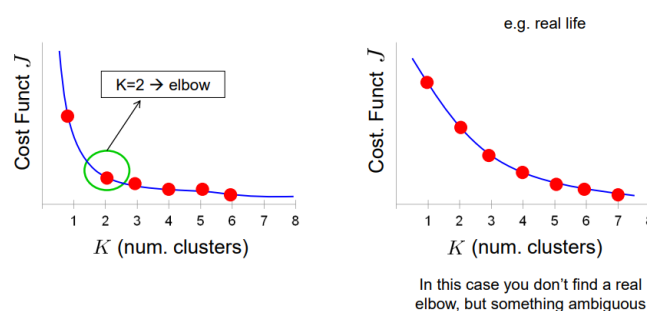 e.g. real life
Cost Funct J
K=2 → elbow
1 2 3 4 5 6 7 8
K (num. clusters)
Cost. Funct J
1 2 3 4 5 6 7
K (num. clusters)
In this case you don't find a real
elbow, but something ambiguous